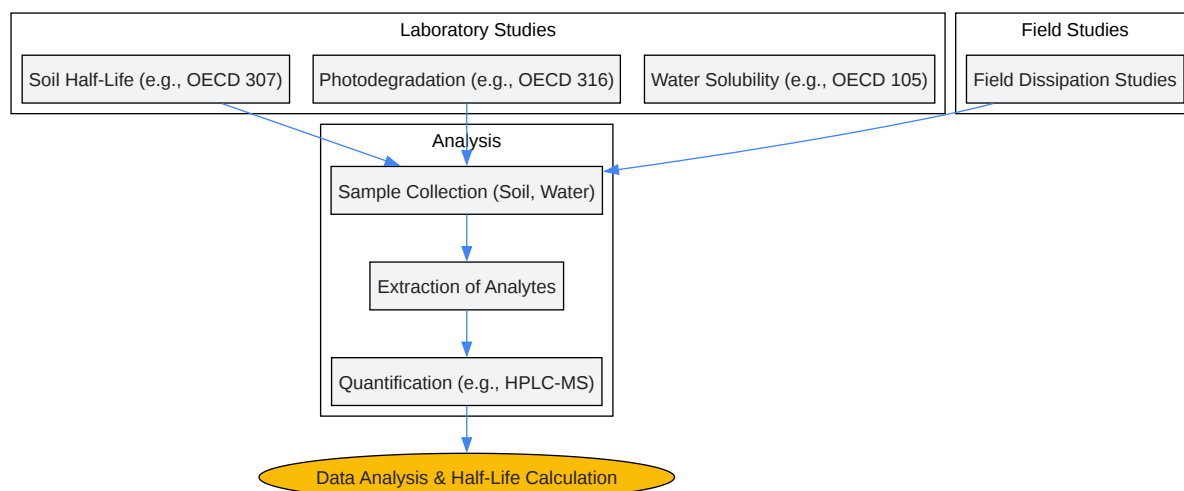 Laboratory Studies
Field Studies
Soil Half-Life (e.g., OECD 307)
Photodegradation (e.g., OECD 316)
Water Solubility (e.g., OECD 105)
Field Dissipation Studies
Analysis
Sample Collection (Soil, Water)
Extraction of Analytes
Quantification (e.g., HPLC-MS)
Data Analysis & Half-Life Calculation